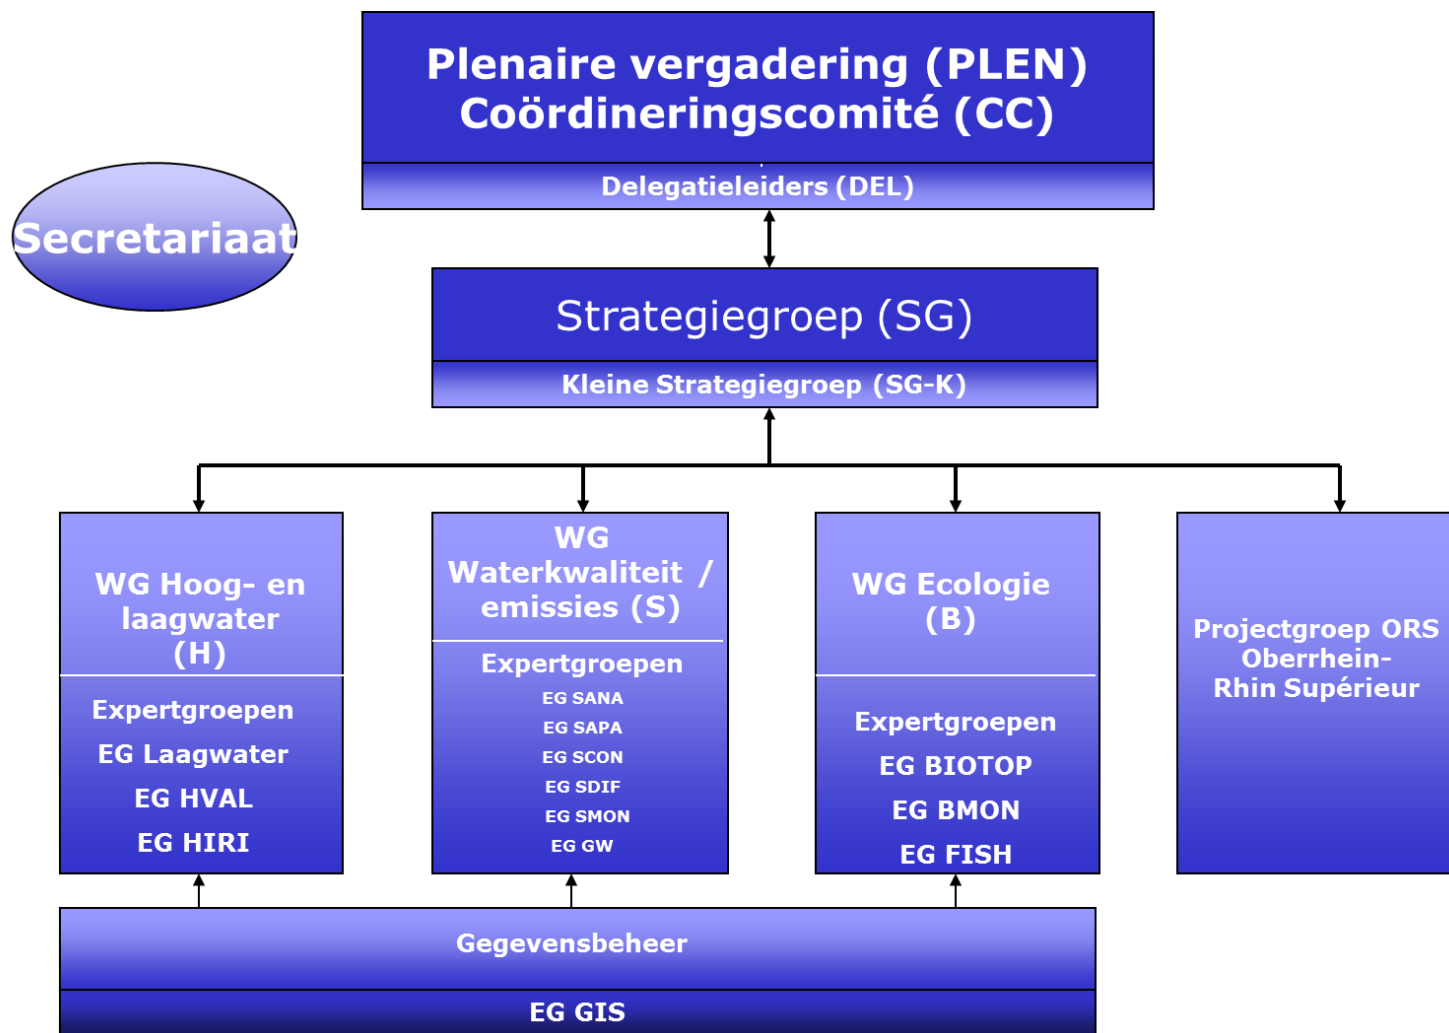 Plenaire vergadering (PLEN)
Coördineringscomité (CC)
Delegatieleiders (DEL)
Secretariaat
Strategiegroep (SG)
Kleine Strategiegroep (SG-K)
WG Hoog- en
laagwater
(H)
Expertgroepen
EG Laagwater
EG HVAL
EG HIRI
WG
Waterkwaliteit /
emissies (S)
Expertgroepen
EG SANA
EG SAPA
EG SCON
EG SDIF
EG SMON
EG GW
WG Ecologie
(B)
Expertgroepen
EG BIOTOP
EG BMON
EG FISH
Projectgroep ORS
Oberrhein-
Rhin Supérieur
Gegevensbeheer
EG GIS